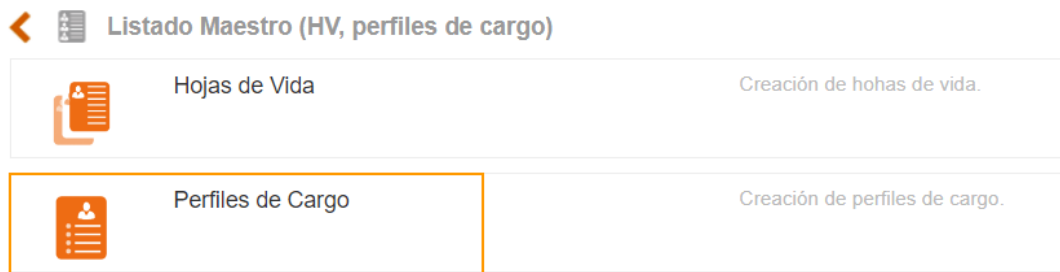 Listado Maestro (HV, perfiles de cargo)
Hojas de Vida
Creación de hohas de vida.
Perfiles de Cargo
Creación de perfiles de cargo.